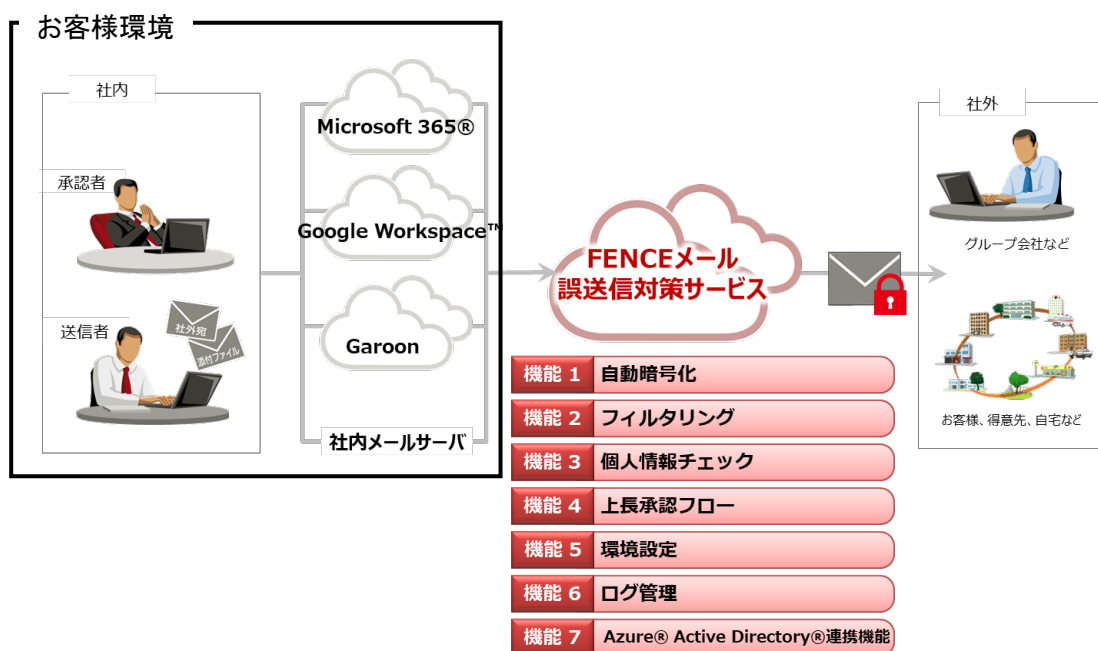 お客様環境
社内
承認者
送信者
社外宛
添付ファイル
Microsoft 365®
Google Workspace™
Garoon
社内メールサーバ
FENCEメール
誤送信対策サービス
機能 1 自動暗号化
機能 2 フィルタリング
機能 3 個人情報チェック
機能 4 上長承認フロー
機能 5 環境設定
機能 6 ログ管理
機能 7 Azure® Active Directory®連携機能
社外
グループ会社など
お客様、得意先、自宅など